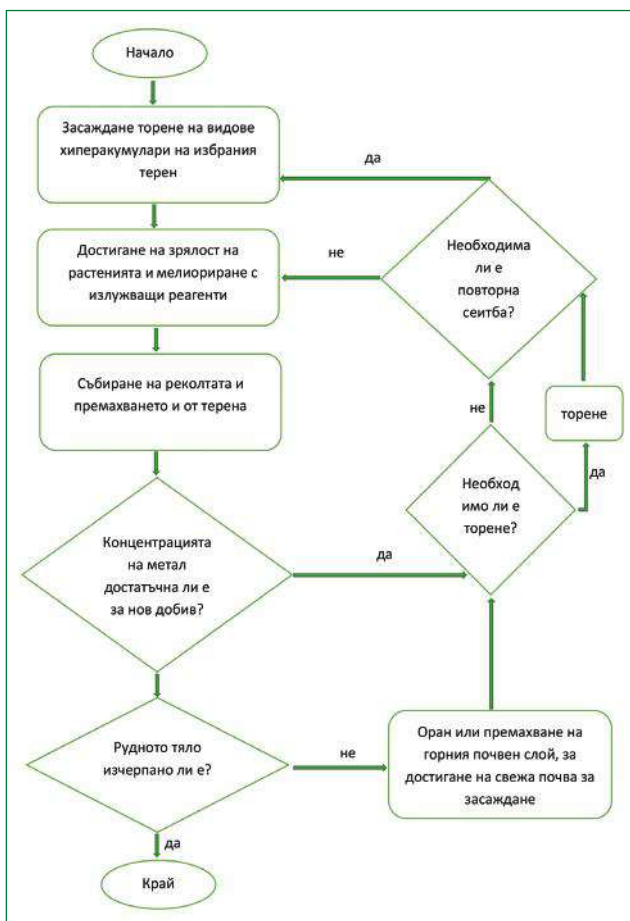 Начало
Засаждане торене на видове
хиперакумулари на избрания
терен
да
Достигане на зрялост на
растенията и мелиориране с
излужващи реагенти
не
Необходима
ли е
повторна
сеитба?
Събиране на реколтата и
премахването и от терена
не
торене
да
Необход
имо ли е
торене?
Концентрацията
на метал
достатъчна ли е
за нов добив?
да
Рудното тяло
изчерпано ли е?
не
Оран или премахване на
горния почвен слой, за
достигане на свежа почва за
засаждане
да
Край